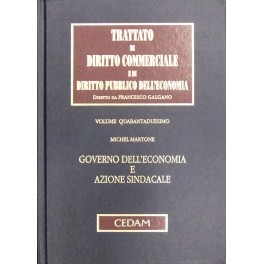 TRATTATO
DI
DIRITTO COMMERCIALE
E DI
DIRITTO PUBBLICO DELL'ECONOMIA
DIRETTO DA FRANCESCO GALGANO
VOLUME QUARANTADUESIMO
MICHEL MARTONE
GOVERNO DELL'ECONOMIA
E
AZIONE SINDACALE
CEDAM